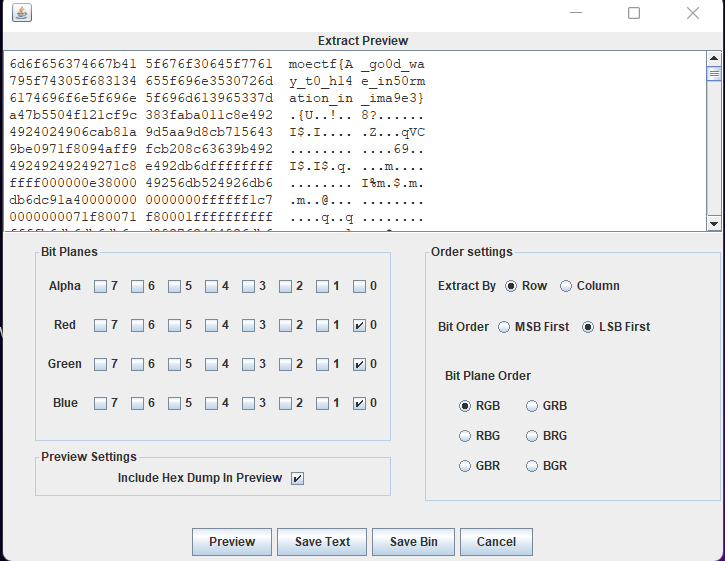 Extract Preview
6d6f656374667b41 5f676f30645f7761 moectf{A _go0d_wa
795f74305f683134 655f696e3530726d y_t0_h14 e_in50rm
6174696f6e5f696e 5f696d613965337d ation_in _ima9e3}
a47b5504f121cf9c 383faba011c8e492 .{U..!.. 8?......
4924024906cab81a 9d5aa9d8cb715643 I$.I.... .Z...qVC
9be0971f8094aff9 fcb208c63639b492 ........ ....69..
49249249249271c8 e492db6dffffffff I$.I$.q. ...m....
ffff000000e38000 49256db524926db6 ........ I%m.$.m.
db6dc91a40000000 0000000ffffff1c7 .m..@... ........
0000000071f80071 f80001ffffffffff ....q..q ........
Bit Planes
Alpha 7 6 5 4 3 2 1 0
Red 7 6 5 4 3 2 1 0
Green 7 6 5 4 3 2 1 0
Blue 7 6 5 4 3 2 1 0
Preview Settings
Include Hex Dump In Preview
Order settings
Extract By Row Column
Bit Order MSB First LSB First
Bit Plane Order
RGB GRB
RBG BRG
GBR BGR
Preview Save Text Save Bin Cancel